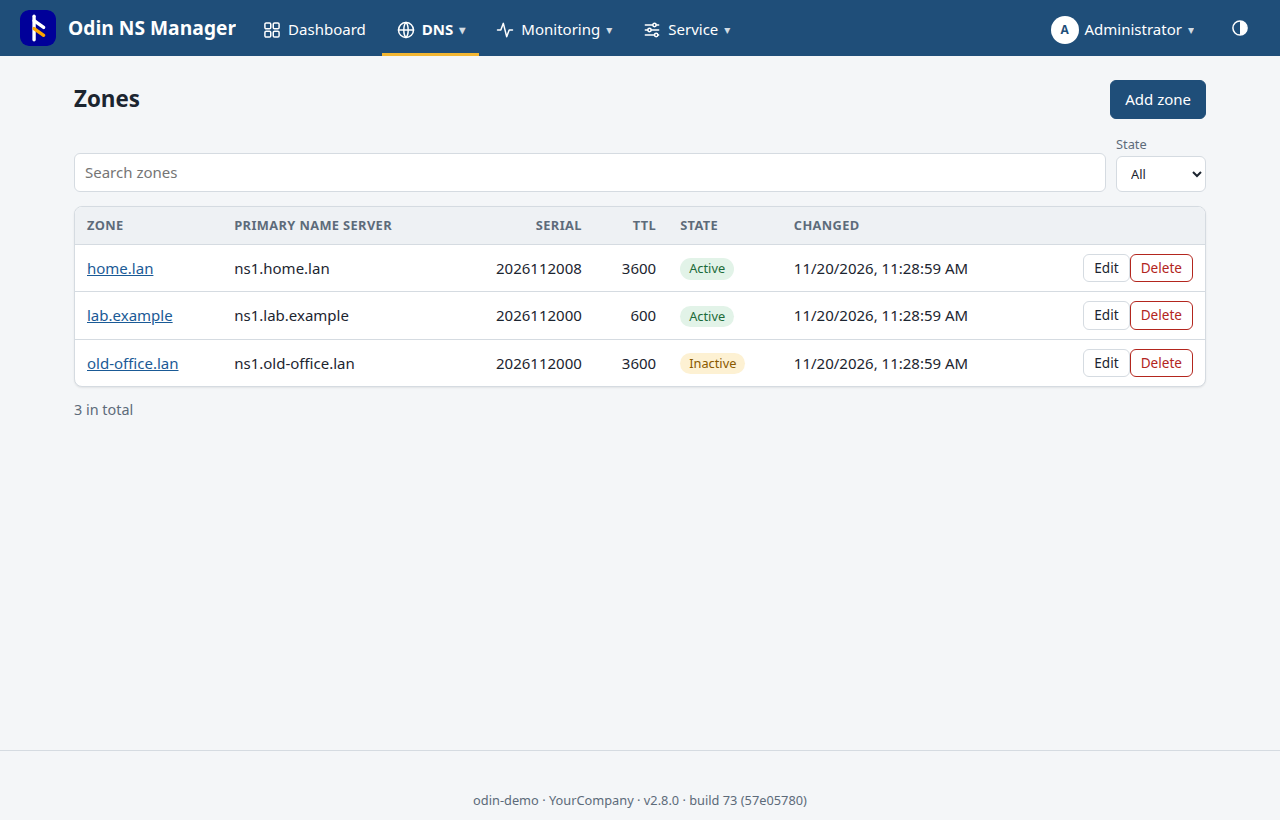 Odin NS Manager Dashboard DNS ▾ Monitoring ▾ Service ▾ A Administrator ▾
Zones Add zone
State
Search zones All
ZONE PRIMARY NAME SERVER SERIAL TTL STATE CHANGED
home.lan ns1.home.lan 2026112008 3600 Active 11/20/2026, 11:28:59 AM Edit Delete
lab.example ns1.lab.example 2026112000 600 Active 11/20/2026, 11:28:59 AM Edit Delete
old-office.lan ns1.old-office.lan 2026112000 3600 Inactive 11/20/2026, 11:28:59 AM Edit Delete
3 in total
odin-demo · YourCompany · v2.8.0 · build 73 (57e05780)